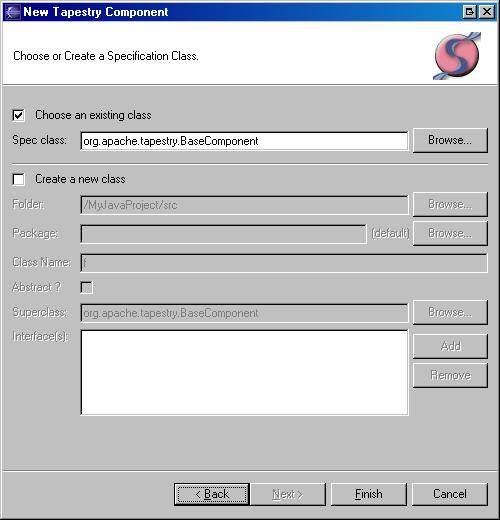 New Tapestry Component
Choose or Create a Specification Class.
Choose an existing class
Spec class: org.apache.tapestry.BaseComponent Browse...
Create a new class
Folder: /MyJavaProject/src Browse...
Package: (default) Browse...
Class Name: f
Abstract ?
Superclass: org.apache.tapestry.BaseComponent Browse...
Interface(s):
Add
Remove
< Back Next > Finish Cancel